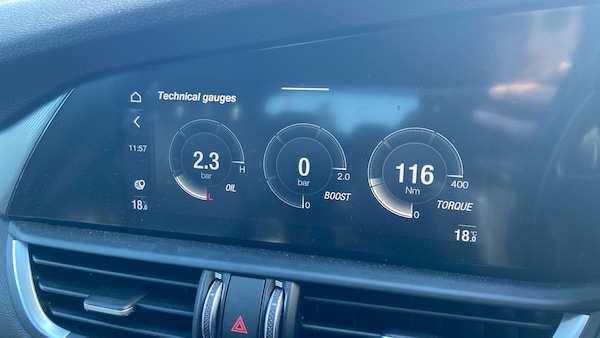 Technical gauges
11:57
2.3
bar
H
L
OIL
0
bar
2.0
0
BOOST
116
Nm
400
0
TORQUE
18.0
18.0